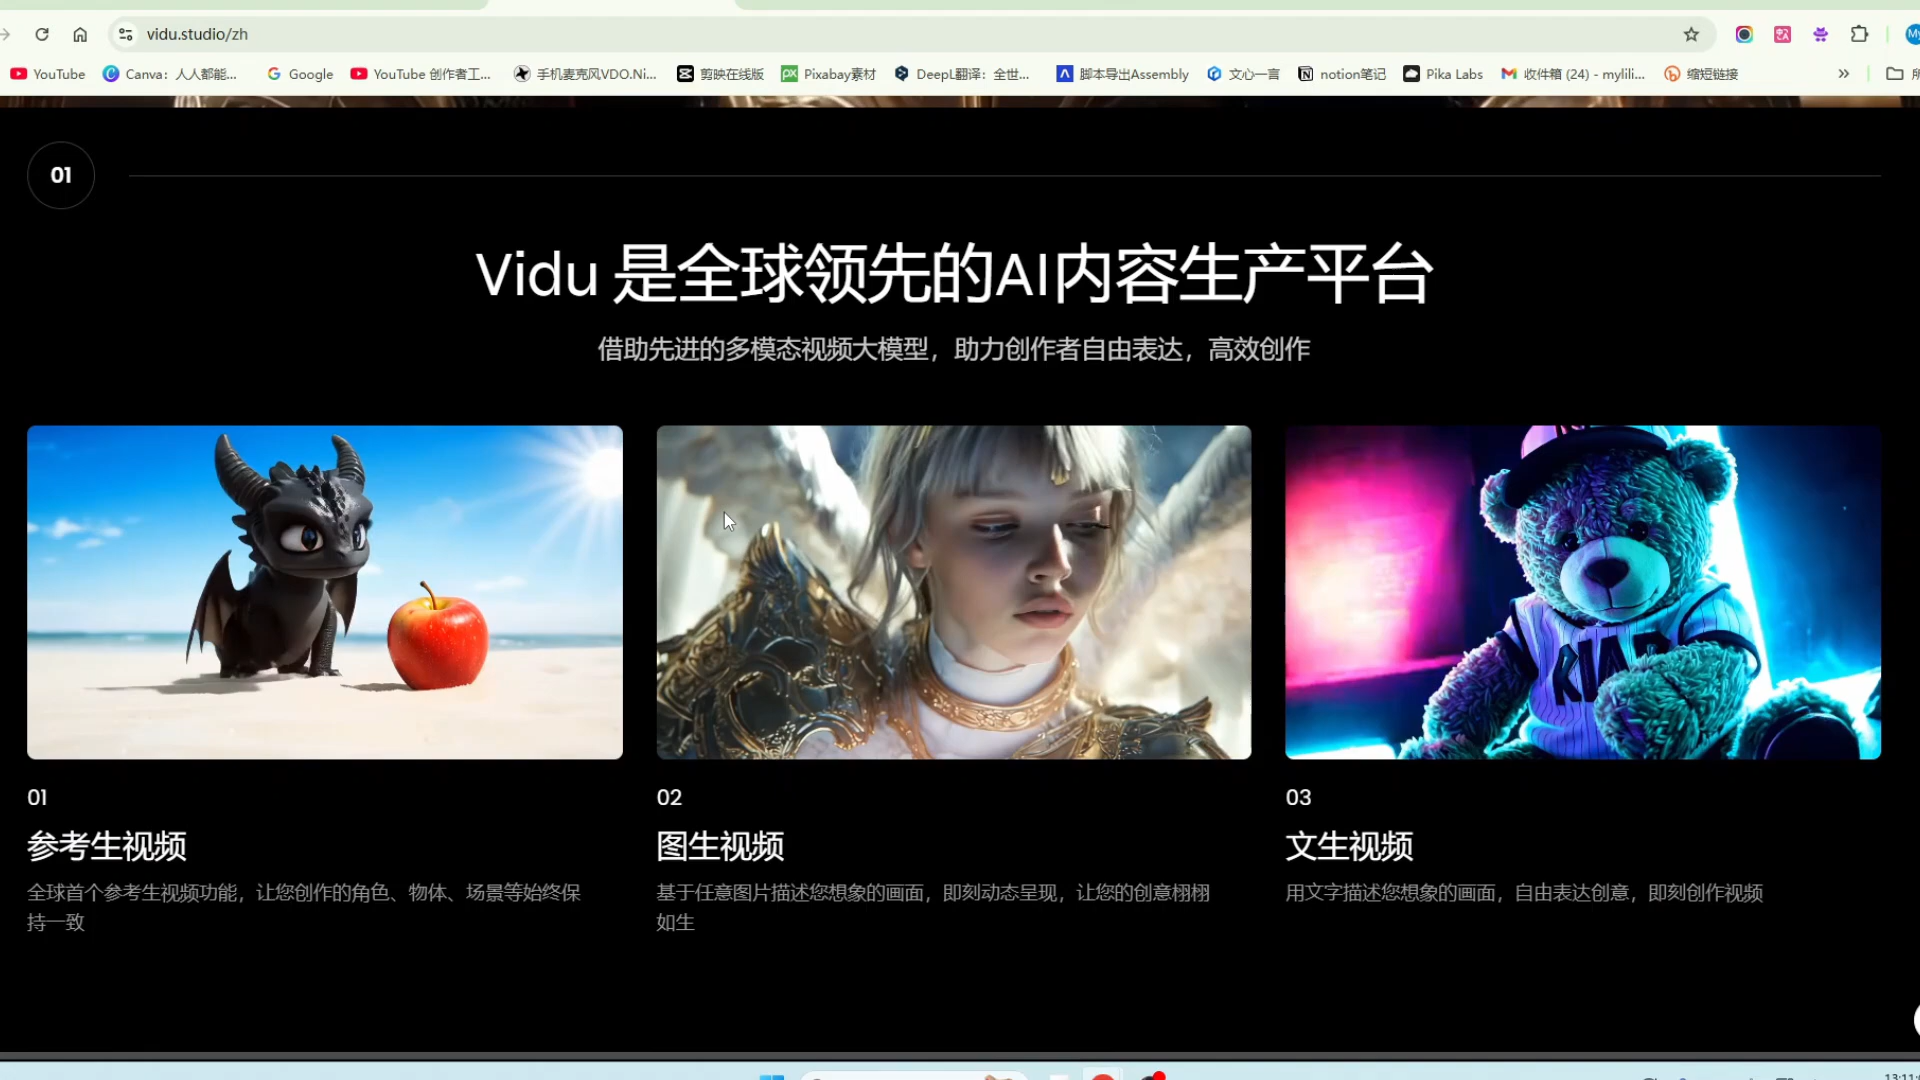 vidu.studio/zh
YouTube
Canva：人人都能...
Google
YouTube 创作者工...
手机麦克风VDO.Ni...
剪映在线版
Pixabay素材
DeepL翻译：全世...
脚本导出Assembly
文心一言
notion笔记
Pika Labs
收件箱 (24) - mylili...
缩短链接
01
Vidu 是全球领先的AI内容生产平台
借助先进的多模态视频大模型，助力创作者自由表达，高效创作
01
参考生视频
全球首个参考生视频功能，让您创作的角色、物体、场景等始终保
持一致
02
图生视频
基于任意图片描述您想象的画面，即刻动态呈现，让您的创意栩栩
如生
03
文生视频
用文字描述您想象的画面，自由表达创意，即刻创作视频